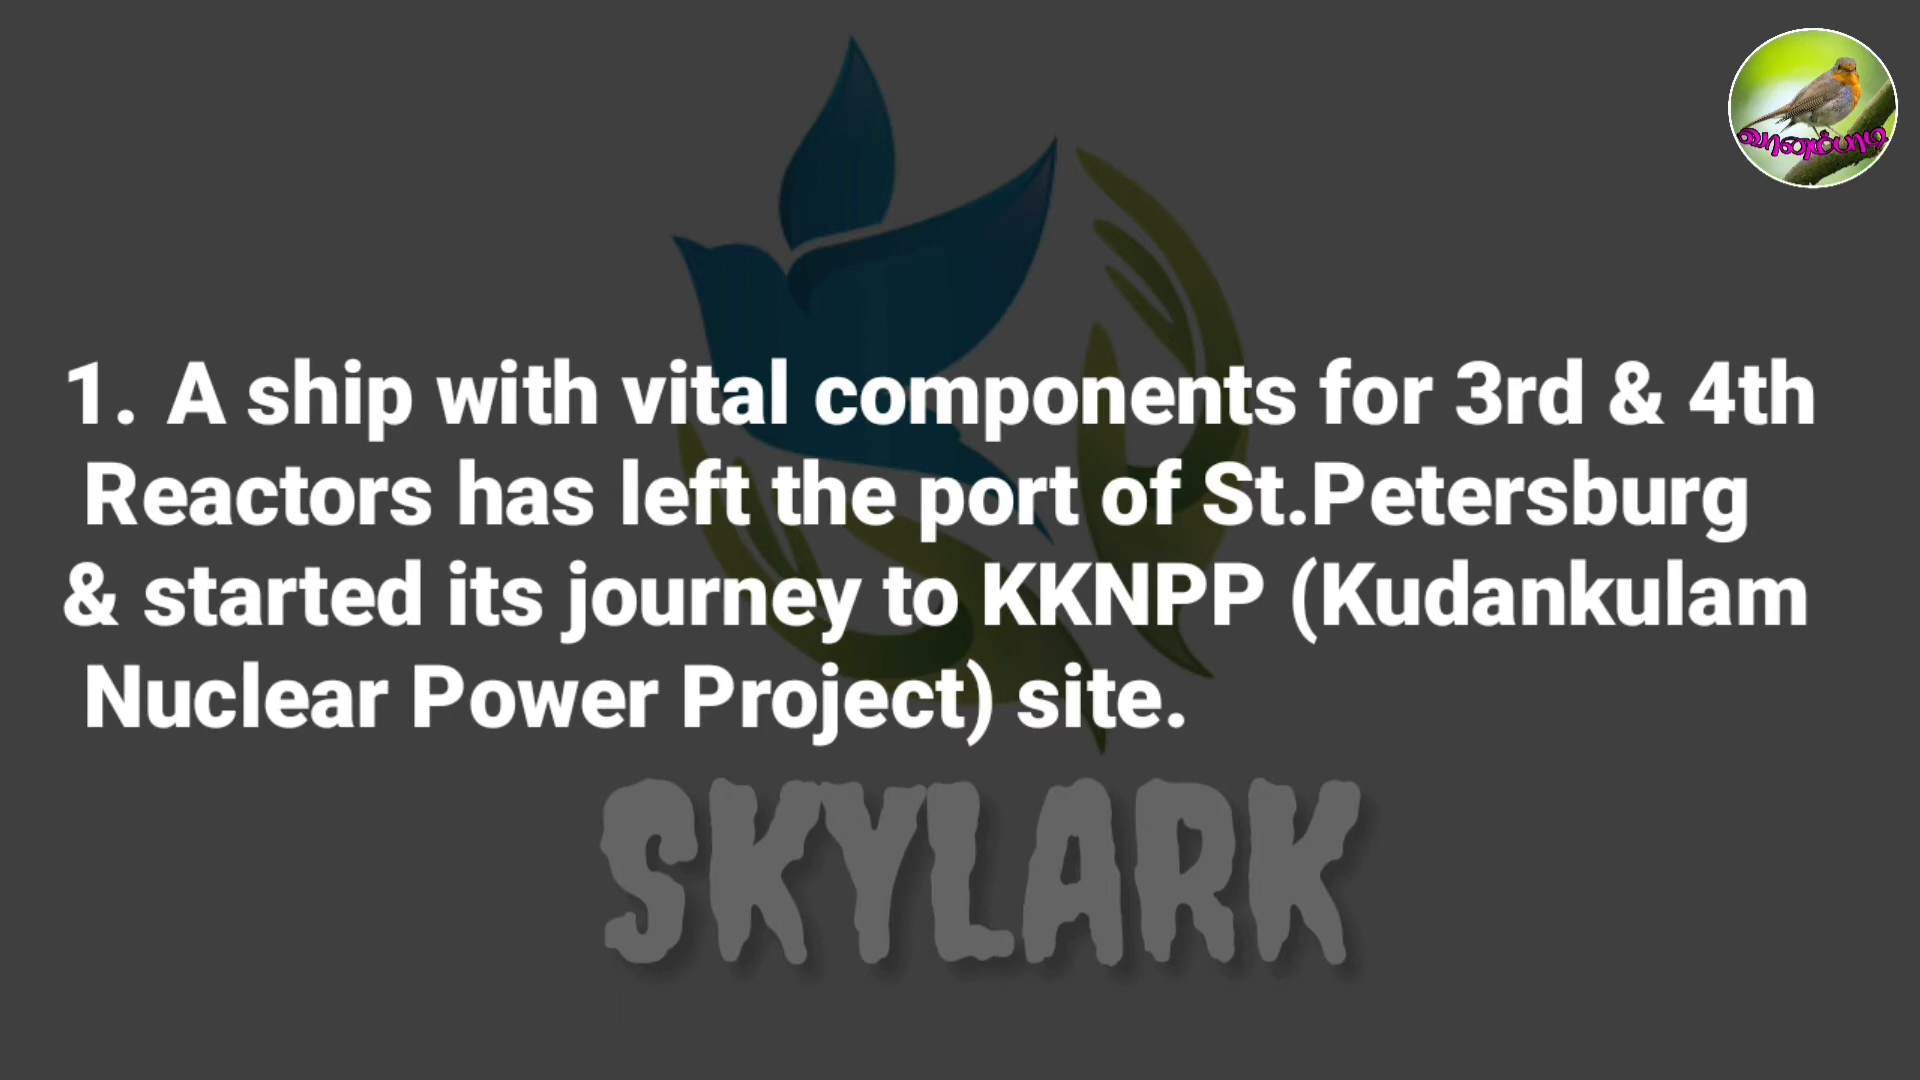 வானம்பாடி
1. A ship with vital components for 3rd & 4th
Reactors has left the port of St.Petersburg
& started its journey to KKNPP (Kudankulam
Nuclear Power Project) site.
SKYLARK